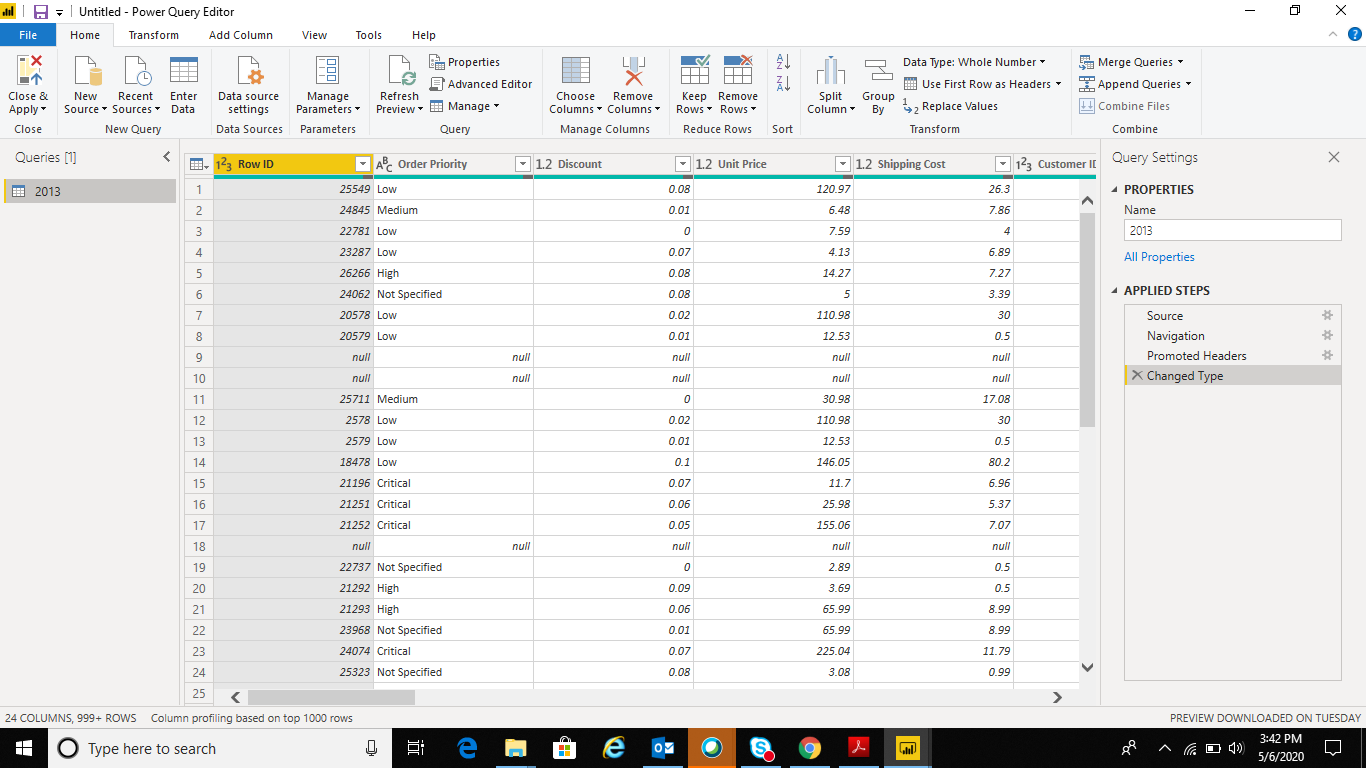 Untitled - Power Query Editor
File Home Transform Add Column View Tools Help
Close & Apply
New Source
Recent Sources
Enter Data
Data source settings
Manage Parameters
Refresh Preview
Properties
Advanced Editor
Manage
Choose Columns
Remove Columns
Keep Rows
Remove Rows
Split Column
Group By
Data Type: Whole Number
Use First Row as Headers
Replace Values
Merge Queries
Append Queries
Combine Files
Close New Query Data Sources Parameters Query Manage Columns Reduce Rows Sort Transform Combine
Queries [1]
2013
Row ID Order Priority 1.2 Discount 1.2 Unit Price 1.2 Shipping Cost 123 Customer ID
1 25549 Low 0.08 120.97 26.3
2 24845 Medium 0.01 6.48 7.86
3 22781 Low 0 7.59 4
4 23287 Low 0.07 4.13 6.89
5 26266 High 0.08 14.27 7.27
6 24062 Not Specified 0.08 5 3.39
7 20578 Low 0.02 110.98 30
8 20579 Low 0.01 12.53 0.5
9 null null null null null
10 null null null null null
11 25711 Medium 0 30.98 17.08
12 2578 Low 0.02 110.98 30
13 2579 Low 0.01 12.53 0.5
14 18478 Low 0.1 146.05 80.2
15 21196 Critical 0.07 11.7 6.96
16 21251 Critical 0.06 25.98 5.37
17 21252 Critical 0.05 155.06 7.07
18 null null null null null
19 22737 Not Specified 0 2.89 0.5
20 21292 High 0.09 3.69 0.5
21 21293 High 0.06 65.99 8.99
22 23968 Not Specified 0.01 65.99 8.99
23 24074 Critical 0.07 225.04 11.79
24 25323 Not Specified 0.08 3.08 0.99
25
Query Settings
PROPERTIES
Name
2013
All Properties
APPLIED STEPS
Source
Navigation
Promoted Headers
Changed Type
24 COLUMNS, 999+ ROWS Column profiling based on top 1000 rows
PREVIEW DOWNLOADED ON TUESDAY
Type here to search
3:42 PM
5/6/2020